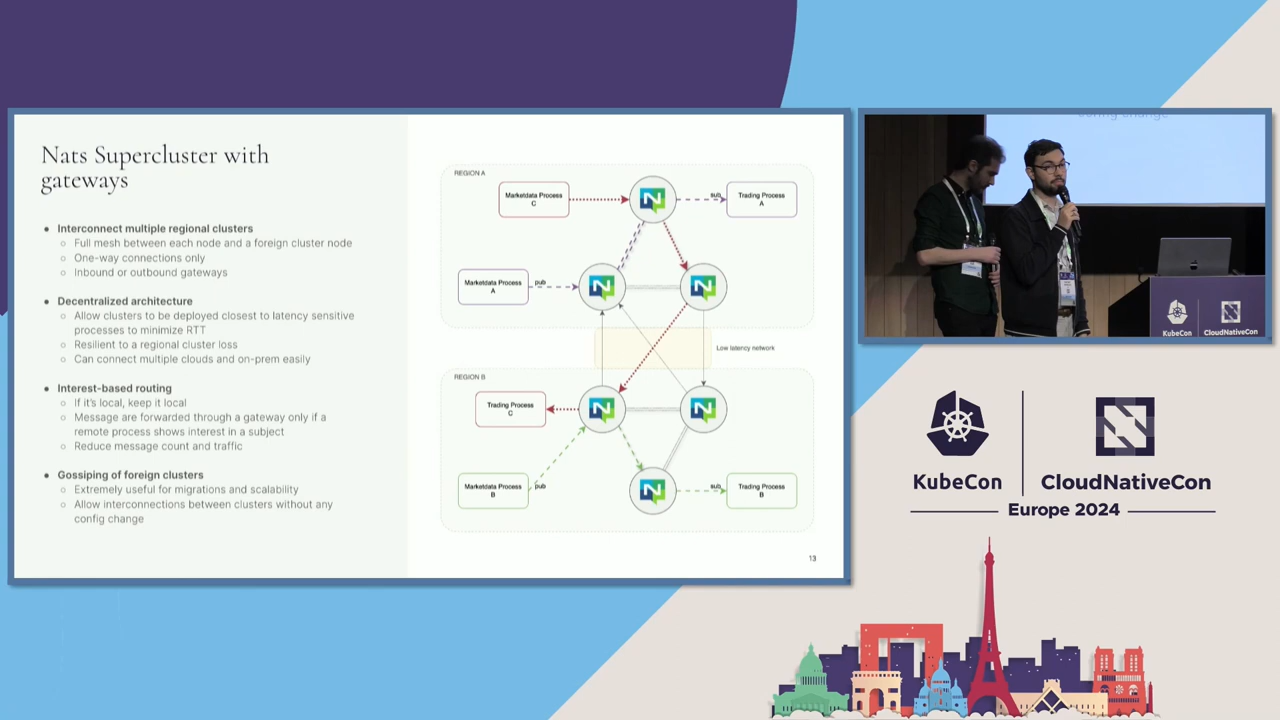 Nats Supercluster with
gateways
• Interconnect multiple regional clusters
○ Full mesh between each node and a foreign cluster node
○ One-way connections only
○ Inbound or outbound gateways
• Decentralized architecture
○ Allow clusters to be deployed closest to latency sensitive
processes to minimize RTT
○ Resilient to a regional cluster loss
○ Can connect multiple clouds and on-prem easily
• Interest-based routing
○ If it's local, keep it local
○ Message are forwarded through a gateway only if a
remote process shows interest in a subject
○ Reduce message count and traffic
• Gossiping of foreign clusters
○ Extremely useful for migrations and scalability
○ Allow interconnections between clusters without any
config change
REGION A
Marketdata Process
C
N
sub
Trading Process
A
Marketdata Process
A
pub
N
N
Low latency network
REGION B
Trading Process
C
N
N
Marketdata Process
B
pub
N
sub
Trading Process
B
13
config change
KubeCon
CloudNativeCon
KubeCon
CloudNativeCon
Europe 2024